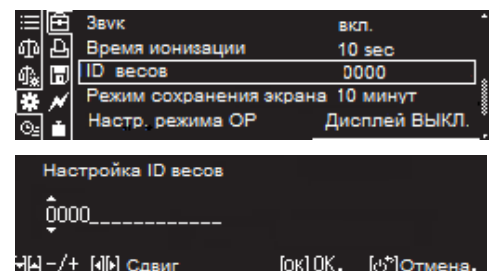 Звук вкл.
Время ионизации 10 sec
ID весов 0000
Режим сохранения экрана 10 минут
Настр. режима ОР Дисплей ВЫКЛ.
Настройка ID весов
0000____________
-/+ Сдвиг [OK]OK. Отмена.